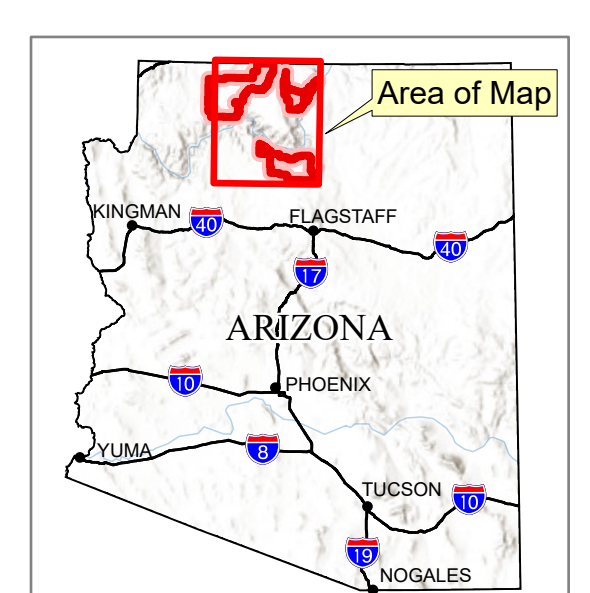 Area of Map
KINGMAN
FLAGSTAFF
40
40
17
ARIZONA
10
PHOENIX
YUMA
8
TUCSON
10
19
NOGALES